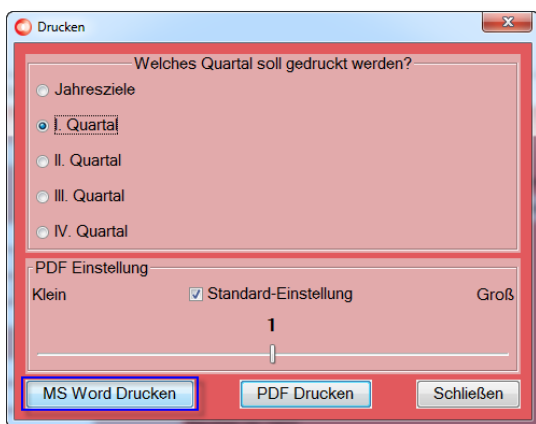 Drucken
Welches Quartal soll gedruckt werden?
Jahresziele
I. Quartal
II. Quartal
III. Quartal
IV. Quartal
PDF Einstellung
Klein Standard-Einstellung Groß
1
MS Word Drucken PDF Drucken Schließen